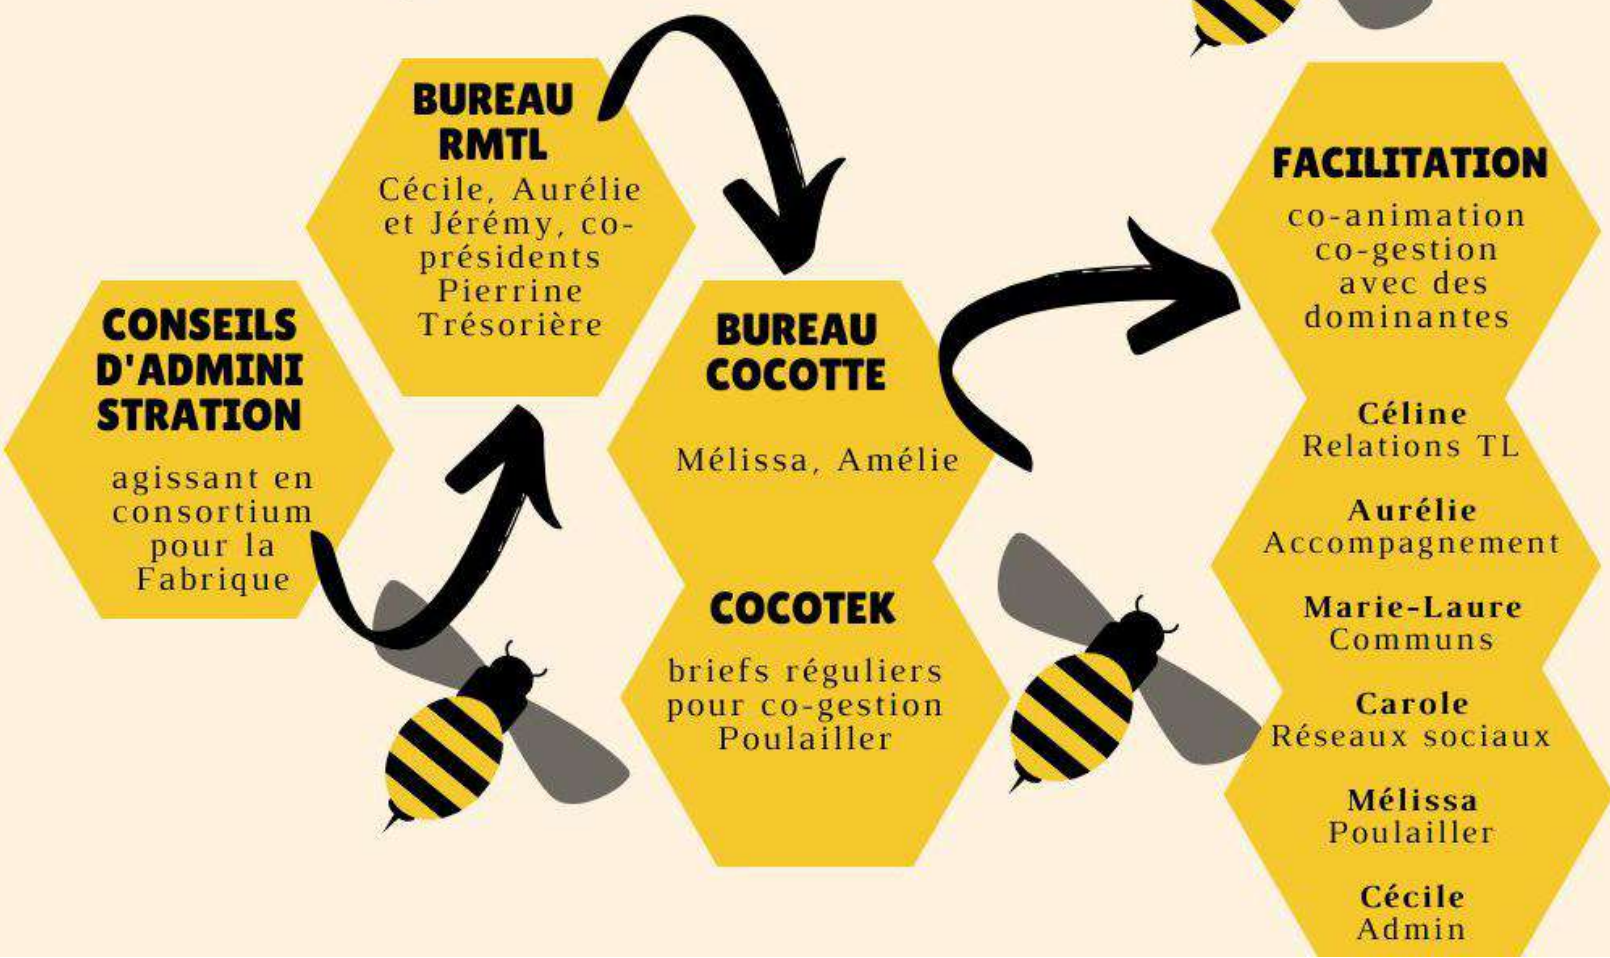 CONSEILS
D'ADMINI
STRATION
agissant en
consortium
pour la
Fabrique
BUREAU
RMTL
Cécile, Aurélie
et Jérémy, co-
présidents
Pierrine
Trésorière
BUREAU
COCOTTE
Mélissa, Amélie
COCOTEK
briefs réguliers
pour co-gestion
Poulailler
FACILITATION
co-animation
co-gestion
avec des
dominantes
Céline
Relations TL
Aurélie
Accompagnement
Marie-Laure
Communs
Carole
Réseaux sociaux
Mélissa
Poulailler
Cécile
Admin